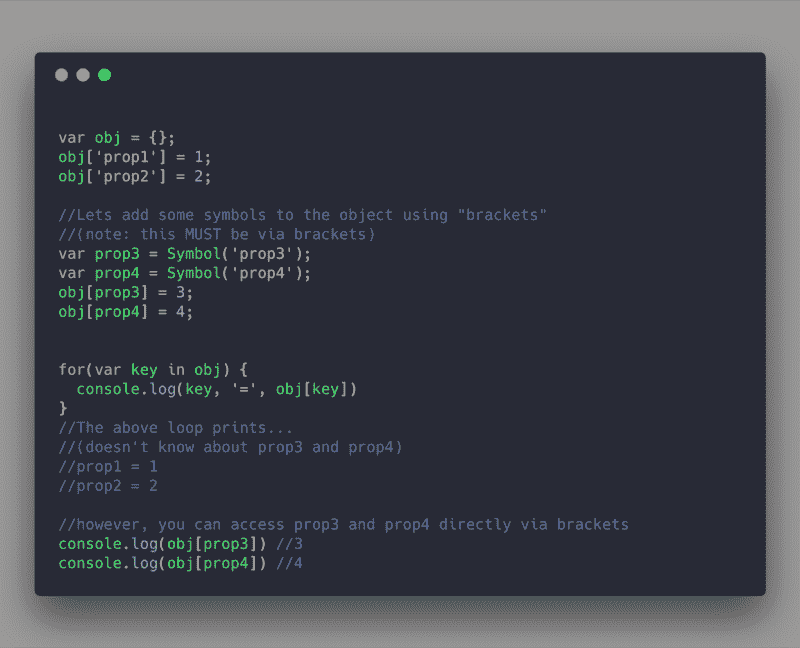 var obj = {};
obj['prop1'] = 1;
obj['prop2'] = 2;
//Lets add some symbols to the object using "brackets"
//(note: this MUST be via brackets)
var prop3 = Symbol('prop3');
var prop4 = Symbol('prop4');
obj[prop3] = 3;
obj[prop4] = 4;
for(var key in obj) {
  console.log(key, '=', obj[key])
}
//The above loop prints...
//(doesn't know about prop3 and prop4)
//prop1 = 1
//prop2 = 2
//however, you can access prop3 and prop4 directly via brackets
console.log(obj[prop3]) //3
console.log(obj[prop4]) //4